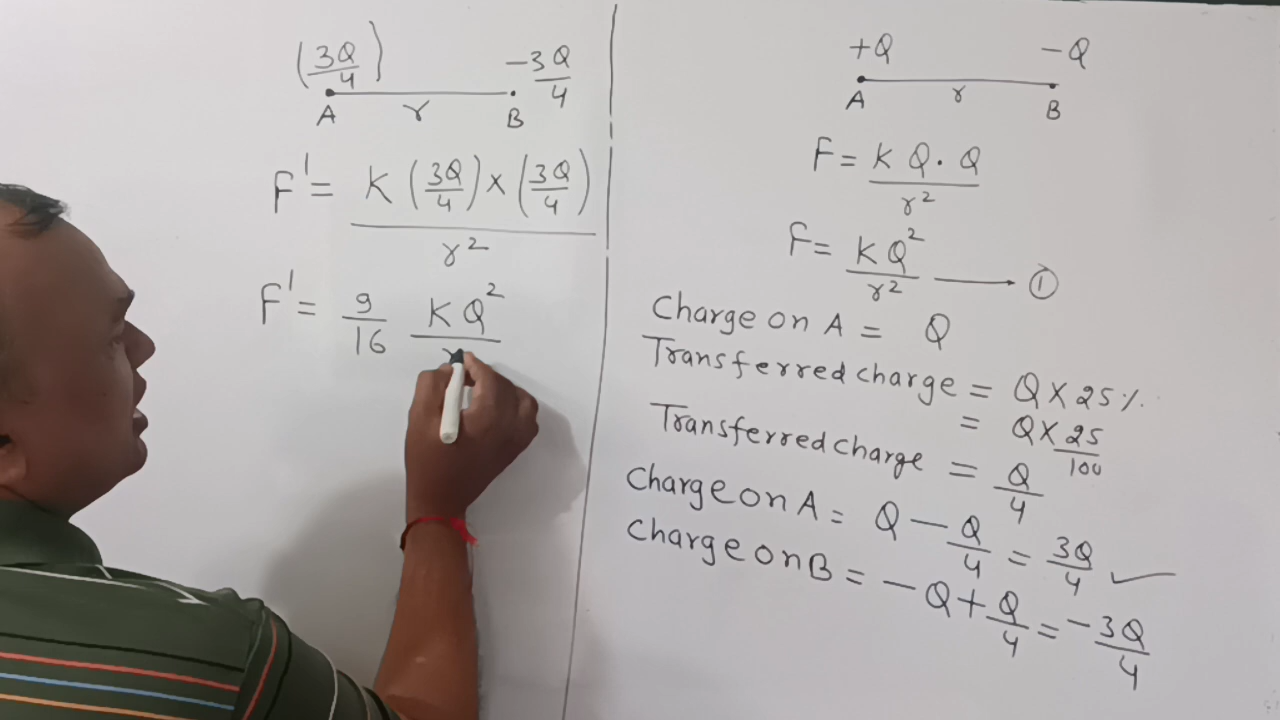 (3Q/4) -3Q/4
A r B
F' = K (3Q/4) × (3Q/4) / r²
F' = 9/16 KQ² / r
+Q -Q
A r B
F = K Q · Q / r²
F = K Q² / r² → ①
Charge on A = Q
Transferred charge = Q × 25%
= Q × 25/100
Transferred charge = Q/4
Charge on A = Q - Q/4 = 3Q/4 ✓
Charge on B = -Q + Q/4 = -3Q/4